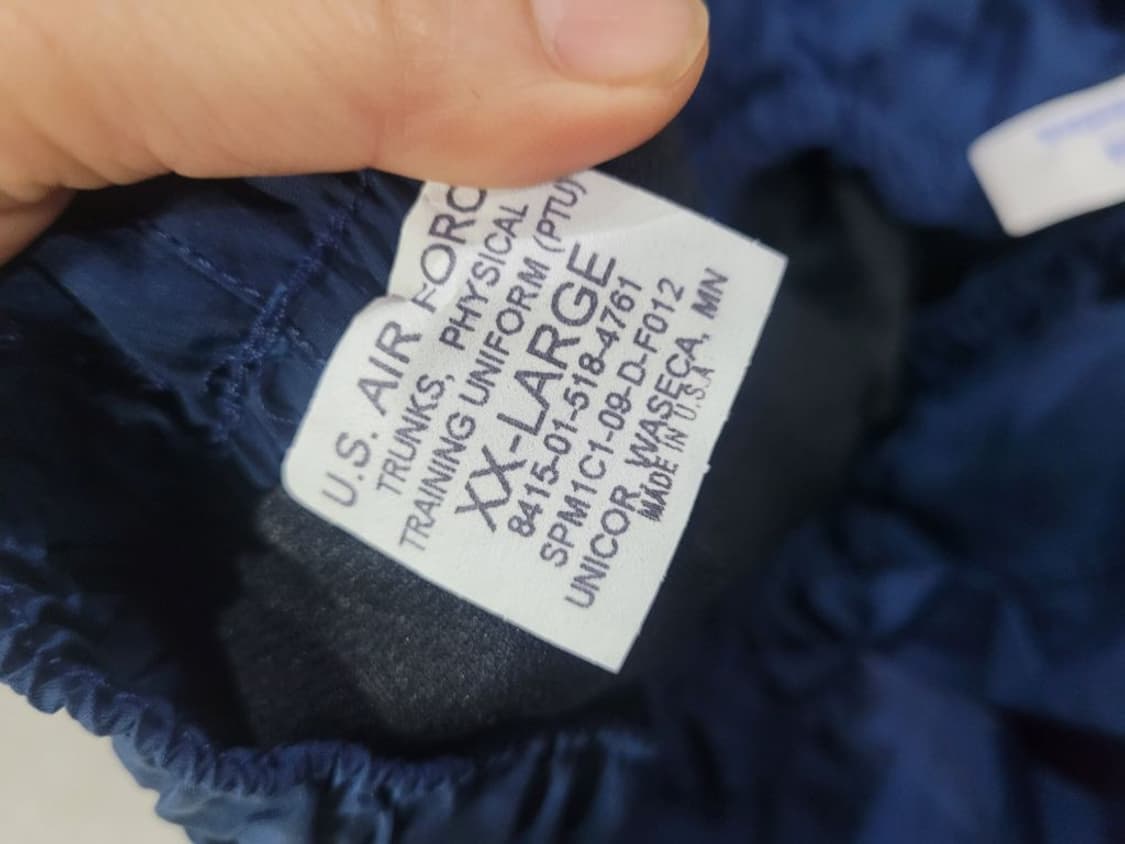 U.S. AIR FORC
TRUNKS, PHYSICAL
TRAINING UNIFORM (PTU)
XX-LARGE
8415-01-518-4761
SPM1C1-09-D-F012
UNICOR, WASECA, MN
MADE IN U.S.A